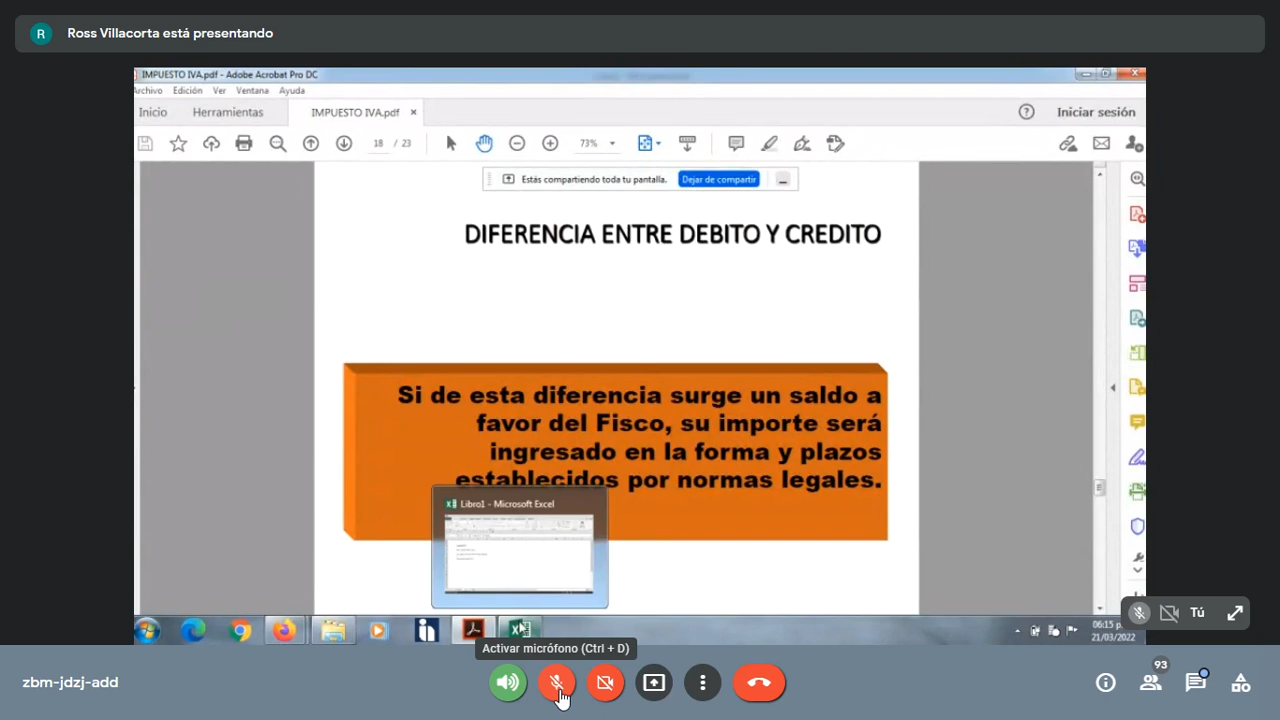 R Ross Villacorta está presentando
IMPUESTO IVA.pdf - Adobe Acrobat Pro DC
Archivo Edición Ver Ventana Ayuda
Inicio Herramientas IMPUESTO IVA.pdf × Iniciar sesión
18 / 23 73%
Estás compartiendo toda tu pantalla. Dejar de compartir
DIFERENCIA ENTRE DEBITO Y CREDITO
Si de esta diferencia surge un saldo a
favor del Fisco, su importe será
ingresado en la forma y plazos
establecidos por normas legales.
Libro1 - Microsoft Excel
Tú
06:15 p.
21/03/2022
Activar micrófono (Ctrl + D)
zbm-jdzj-add
93